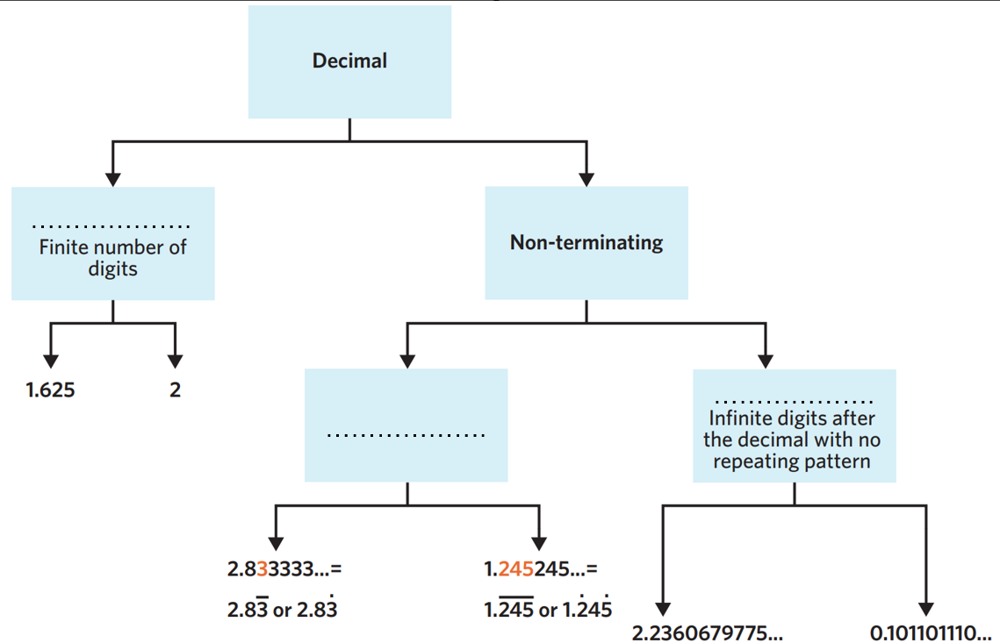 Decimal
....................
Finite number of
digits
Non-terminating
1.625
2
....................
....................
Infinite digits after
the decimal with no
repeating pattern
2.833333...=
2.83̅ or 2.83̇
1.245245...=
1.2̅4̅5̅ or 1.2̇45̇
2.2360679775...
0.101101110...